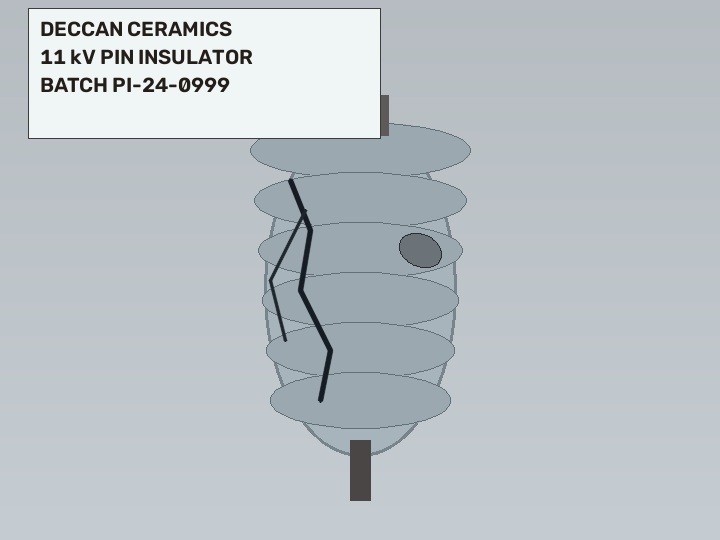 DECCAN CERAMICS
11 kV PIN INSULATOR
BATCH PI-24-0999